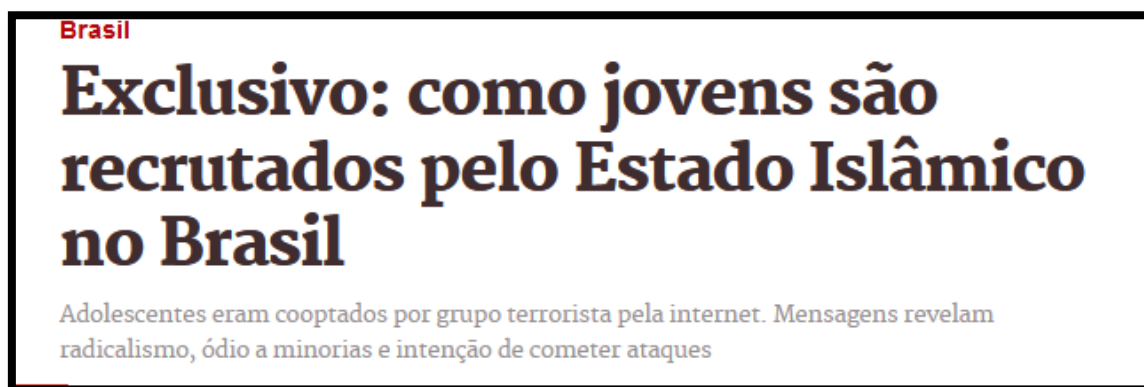 Brasil
Exclusivo: como jovens são
recrutados pelo Estado Islâmico
no Brasil
Adolescentes eram cooptados por grupo terrorista pela internet. Mensagens revelam
radicalismo, ódio a minorias e intenção de cometer ataques